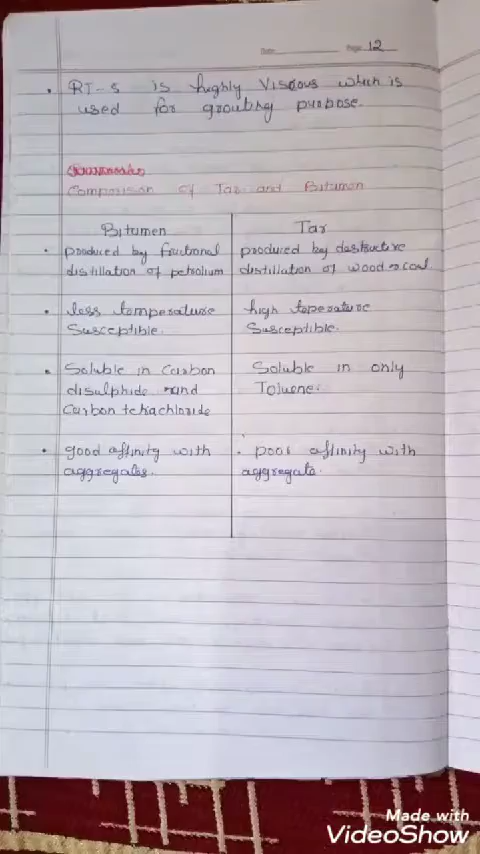 Date Page 12
• RT-5 is highly viscous which is
used for grouting purpose.
Comparison of Tar and Bitumen
Bitumen
• produced by fractional
distillation of petrolium
• less temperature
Susceptible.
• Soluble in Carbon
disulphide and
Carbon tetrachloride
• good affinity with
aggregates.
Tar
produced by destructive
distillation of wood or coal
high teperature
Susceptible.
Soluble in only
Toluene.
• poor affinity with
aggregate.
Made with
VideoShow